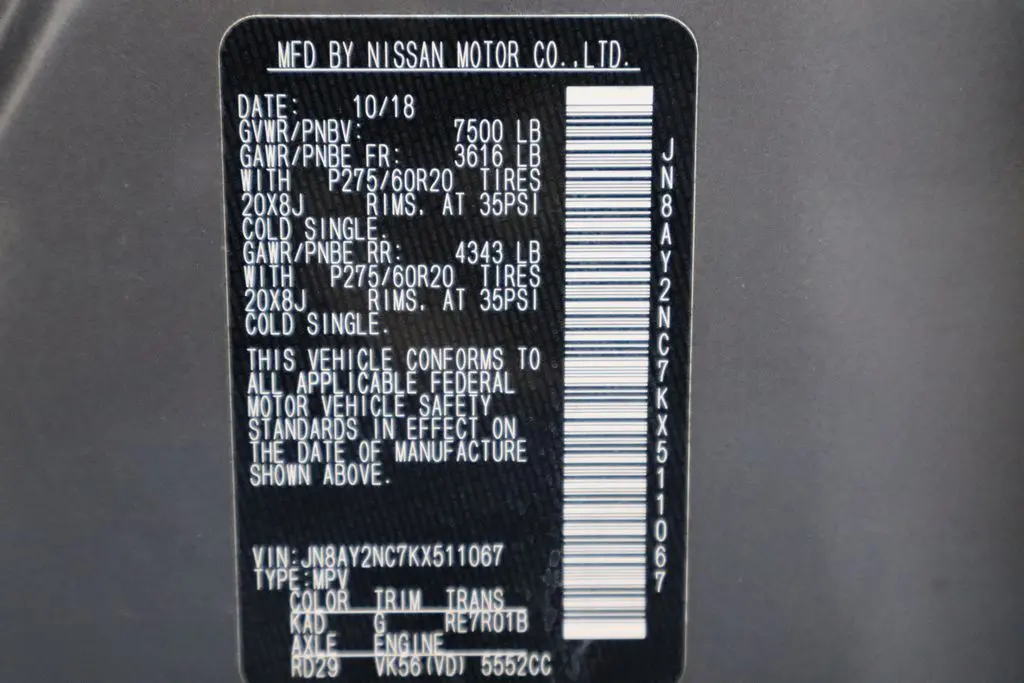 MFD BY NISSAN MOTOR CO.,LTD.
DATE: 10/18
GVWR/PNBV: 7500 LB
GAWR/PNBE FR: 3616 LB
WITH P275/60R20 TIRES
20X8J RIMS. AT 35PSI
COLD SINGLE.
GAWR/PNBE RR: 4343 LB
WITH P275/60R20 TIRES
20X8J RIMS. AT 35PSI
COLD SINGLE.
THIS VEHICLE CONFORMS TO
ALL APPLICABLE FEDERAL
MOTOR VEHICLE SAFETY
STANDARDS IN EFFECT ON
THE DATE OF MANUFACTURE
SHOWN ABOVE.
VIN:JN8AY2NC7KX511067
TYPE:MPV
COLOR TRIM TRANS
KAD G RE7R01B
AXLE ENGINE
RD29 VK56(VD) 5552CC
JN8AY2NC7KX511067